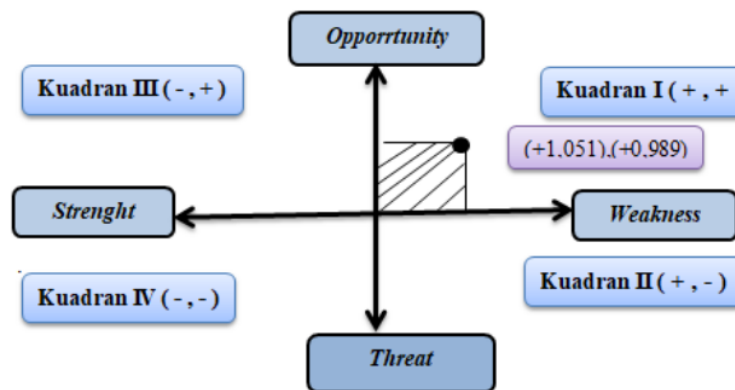 Opporrtunity
Kuadran III ( - , + )
Kuadran I ( + , +
(+1,051),(+0,989)
Strenght
Weakness
Kuadran IV ( - , - )
Kuadran II ( + , - )
Threat